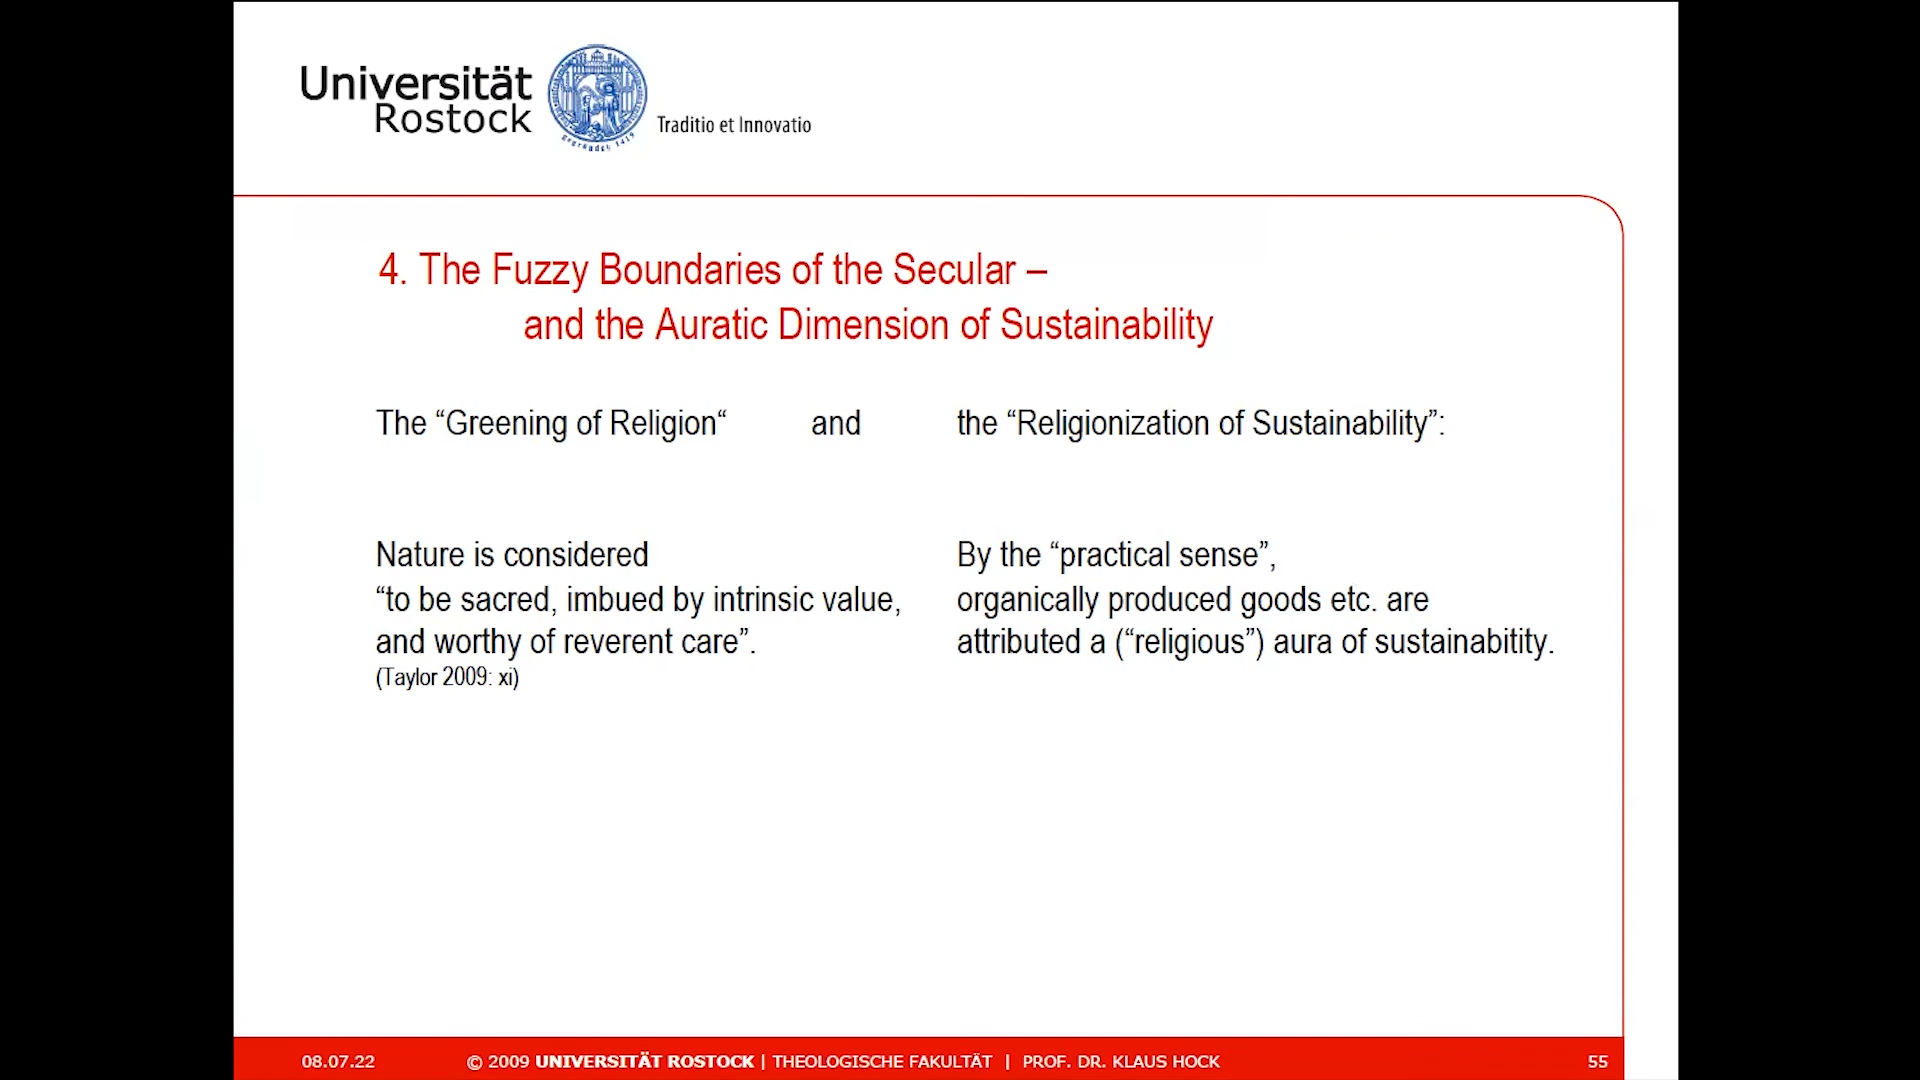 Universität
Rostock
gegründet 1419
Traditio et Innovatio
4. The Fuzzy Boundaries of the Secular –
and the Auratic Dimension of Sustainability
The “Greening of Religion“ and the “Religionization of Sustainability”:
Nature is considered
“to be sacred, imbued by intrinsic value,
and worthy of reverent care”.
(Taylor 2009: xi)
By the “practical sense”,
organically produced goods etc. are
attributed a (“religious”) aura of sustainabitity.
08.07.22 © 2009 UNIVERSITÄT ROSTOCK | THEOLOGISCHE FAKULTÄT | PROF. DR. KLAUS HOCK 55